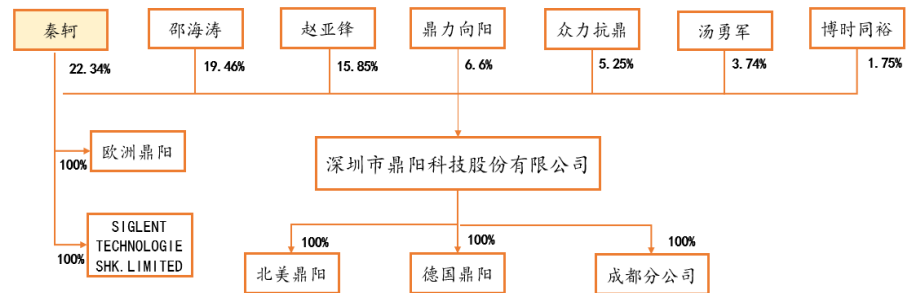 秦轲
邵海涛
赵亚锋
鼎力向阳
众力抗鼎
汤勇军
博时同裕
22.34%
19.46%
15.85%
6.6%
5.25%
3.74%
1.75%
100%
欧洲鼎阳
深圳市鼎阳科技股份有限公司
100%
SIGLENT
TECHNOLOGIE
SHK.LIMITED
100%
100%
100%
北美鼎阳
德国鼎阳
成都分公司